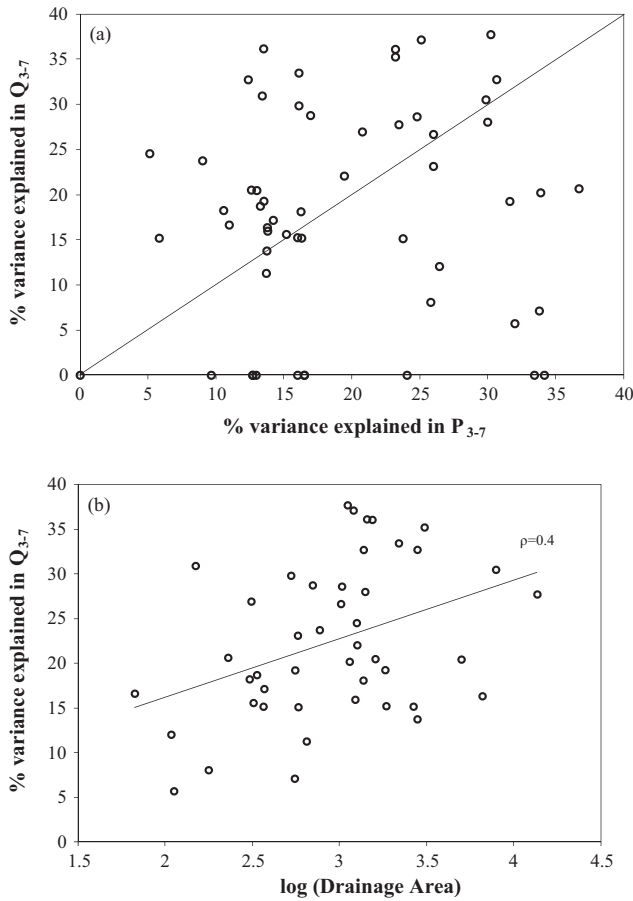 (a)
% variance explained in Q3-7
40
35
30
25
20
15
10
5
0
0 5 10 15 20 25 30 35 40
% variance explained in P3-7
(b)
% variance explained in Q3-7
40
35
30
25
20
15
10
5
0
ρ=0.4
1.5 2 2.5 3 3.5 4 4.5
log (Drainage Area)